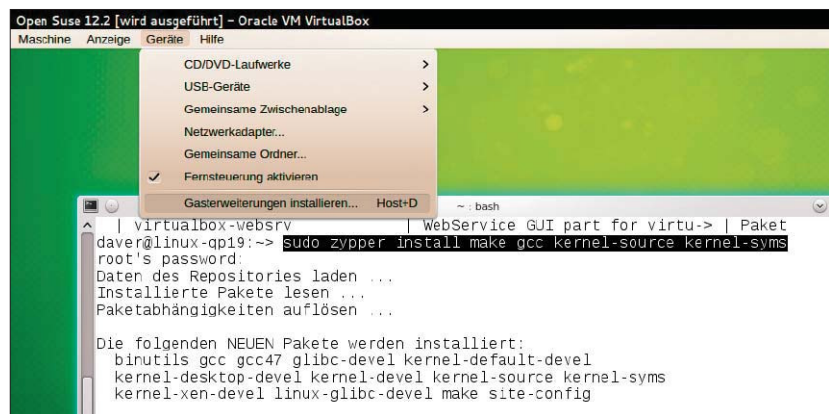 Open Suse 12.2 [wird ausgeführt] – Oracle VM VirtualBox
Maschine Anzeige Geräte Hilfe
CD/DVD-Laufwerke
USB-Geräte
Gemeinsame Zwischenablage
Netzwerkadapter...
Gemeinsame Ordner...
Fernsteuerung aktivieren
Gasterweiterungen installieren... Host+D
~ : bash
| virtualbox-websrv | WebService GUI part for virtu-> | Paket
daver@linux-qp19:~> sudo zypper install make gcc kernel-source kernel-syms
root's password:
Daten des Repositories laden ...
Installierte Pakete lesen ...
Paketabhängigkeiten auflösen ...
Die folgenden NEUEN Pakete werden installiert:
binutils gcc gcc47 glibc-devel kernel-default-devel
kernel-desktop-devel kernel-devel kernel-source kernel-syms
kernel-xen-devel linux-glibc-devel make site-config